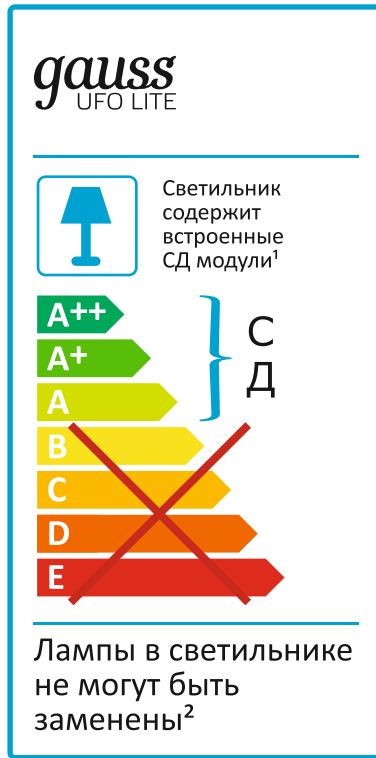 gauss
UFO LITE
Светильник
содержит
встроенные
СД модули¹
A++
A+
A
С
Д
B
C
D
E
Лампы в светильнике
не могут быть
заменены²